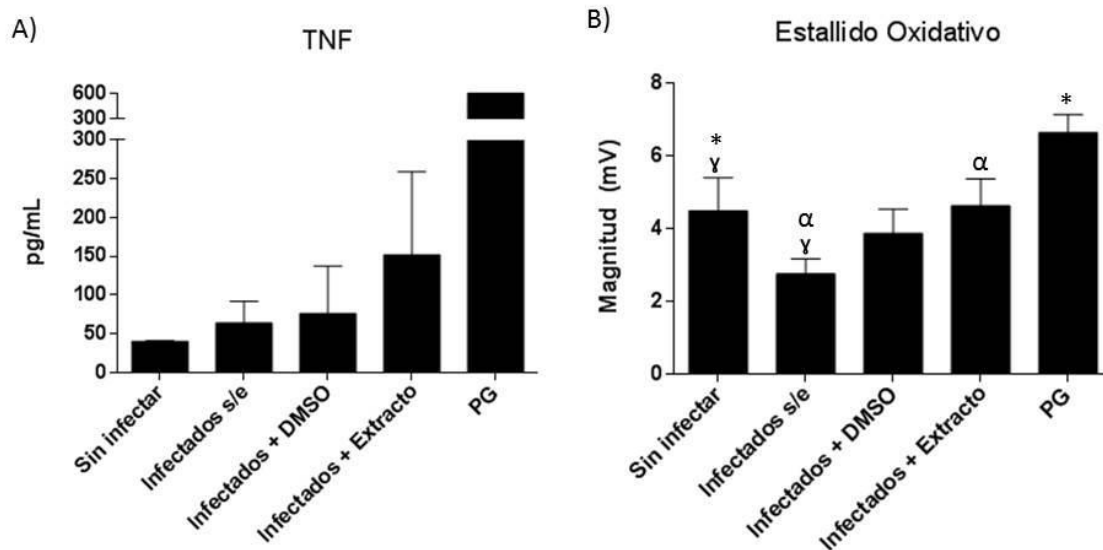 A)
TNF
pg/mL
600
300
300
250
200
150
100
50
0
Sin infectar
Infectados s/e
Infectados + DMSO
Infectados + Extracto
PG
B)
Estallido Oxidativo
Magnitud (mV)
8
6
4
2
0
*
ɣ
α
ɣ
α
*
Sin infectar
Infectados s/e
Infectados + DMSO
Infectados + Extracto
PG